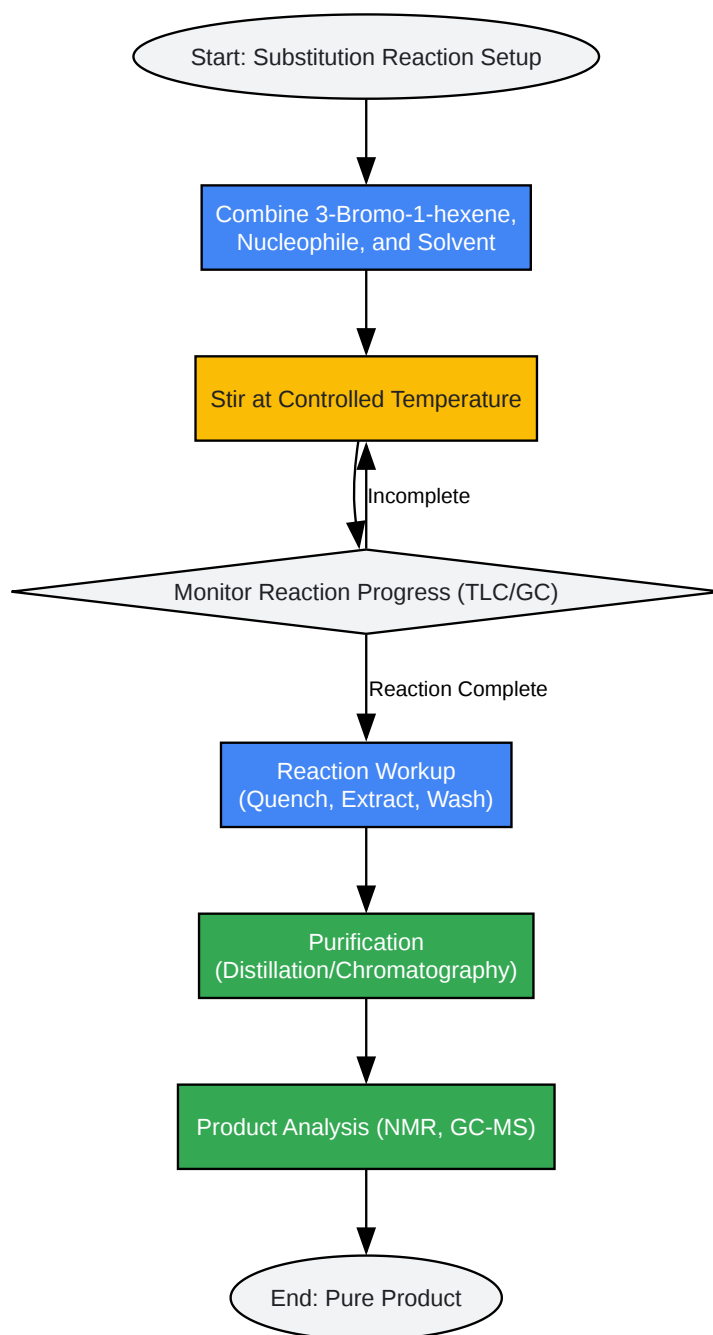 Start: Substitution Reaction Setup
Combine 3-Bromo-1-hexene,
Nucleophile, and Solvent
Stir at Controlled Temperature
Incomplete
Monitor Reaction Progress (TLC/GC)
Reaction Complete
Reaction Workup
(Quench, Extract, Wash)
Purification
(Distillation/Chromatography)
Product Analysis (NMR, GC-MS)
End: Pure Product